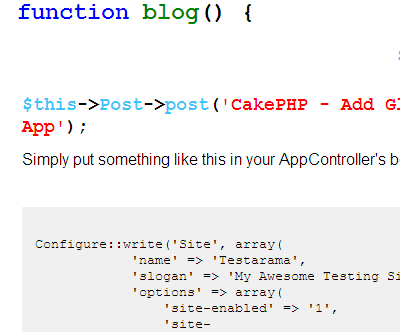 function blog() {
$this->Post->post('CakePHP - Add Gl
App');
Simply put something like this in your AppController's b
Configure::write('Site', array(
'name' => 'Testarama',
'slogan' => 'My Awesome Testing Si
'options' => array(
'site-enabled' => '1',
'site-